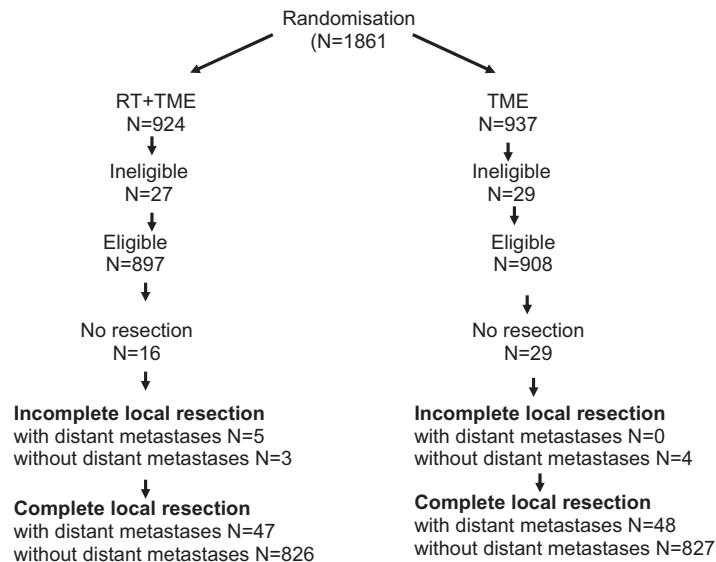 Randomisation
(N=1861
RT+TME
N=924
Ineligible
N=27
Eligible
N=897
No resection
N=16
Incomplete local resection
with distant metastases N=5
without distant metastases N=3
Complete local resection
with distant metastases N=47
without distant metastases N=826
TME
N=937
Ineligible
N=29
Eligible
N=908
No resection
N=29
Incomplete local resection
with distant metastases N=0
without distant metastases N=4
Complete local resection
with distant metastases N=48
without distant metastases N=827